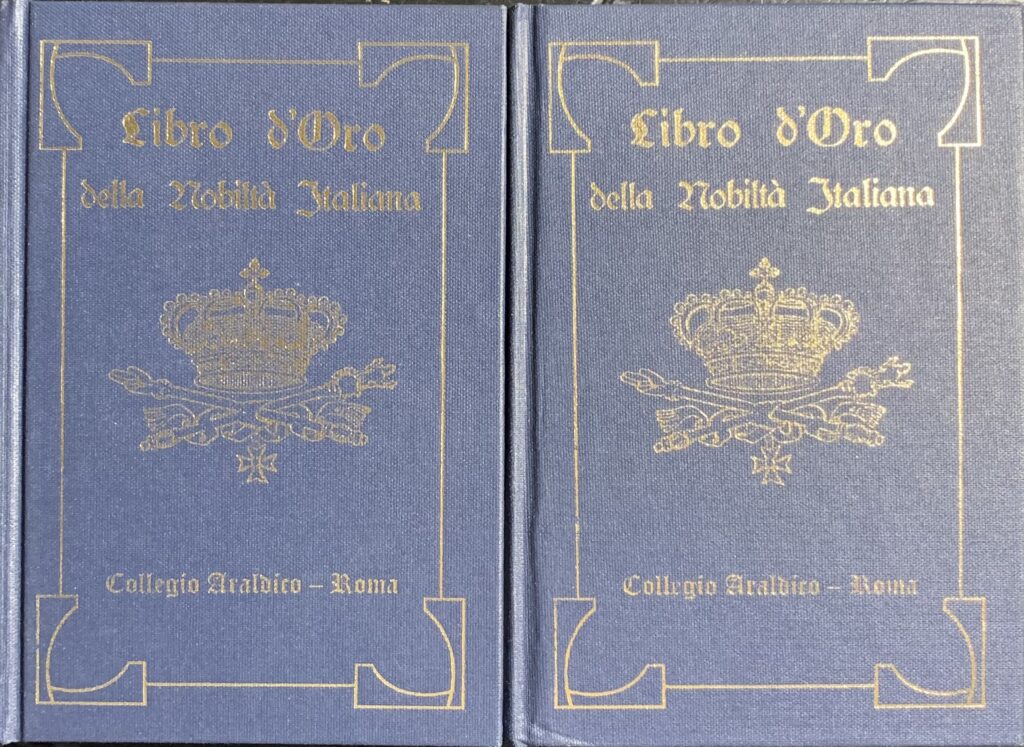 Libro d'Oro
della Nobiltà Italiana
Collegio Araldico – Roma
Libro d'Oro
della Nobiltà Italiana
Collegio Araldico – Roma